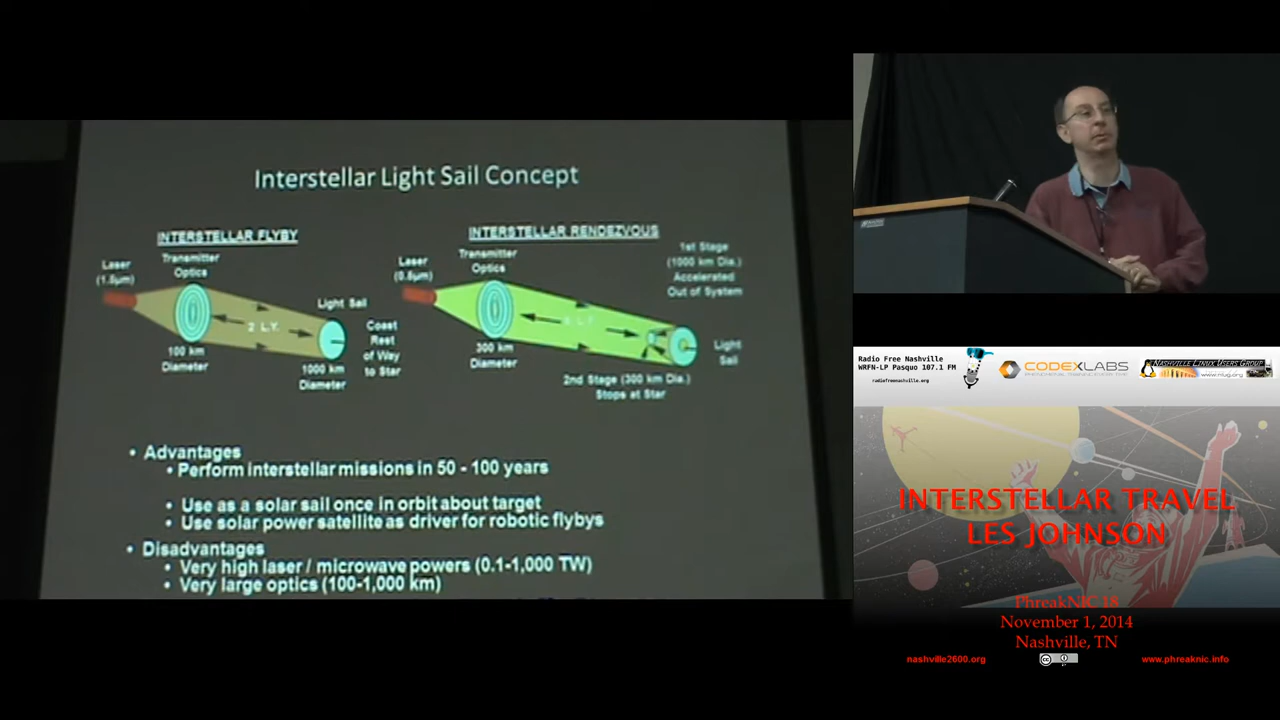 Interstellar Light Sail Concept
INTERSTELLAR FLYBY
Laser
(1.0µm)
Transmitter
Optics
2 L.Y.
100 km
Diameter
Light Sail
1000 km
Diameter
Coast
Rest
of Way
to Star
INTERSTELLAR RENDEZVOUS
Laser
Transmitter
Optics
L.Y.
300 km
Diameter
1st Stage
(1000 km Dia.)
Accelerated
Out of System
Light
Sail
2nd Stage (300 km Dia.)
Stops at Star
• Advantages
• Perform interstellar missions in 50 - 100 years
• Use as a solar sail once in orbit about target
• Use solar power satellite as driver for robotic flybys
• Disadvantages
• Very high laser / microwave powers (0.1-1,000 TW)
• Very large optics (100-1,000 km)
Radio Free Nashville
WRFN-LP Pasquo 107.1 FM
radiofreenashville.org
CODEXLABS
NASHVILLE LINUX USERS GROUP
www.nlug.org
INTERSTELLAR TRAVEL
LES JOHNSON
PhreakNIC 18
November 1, 2014
Nashville, TN
nashville2600.org
cc
www.phreaknic.info